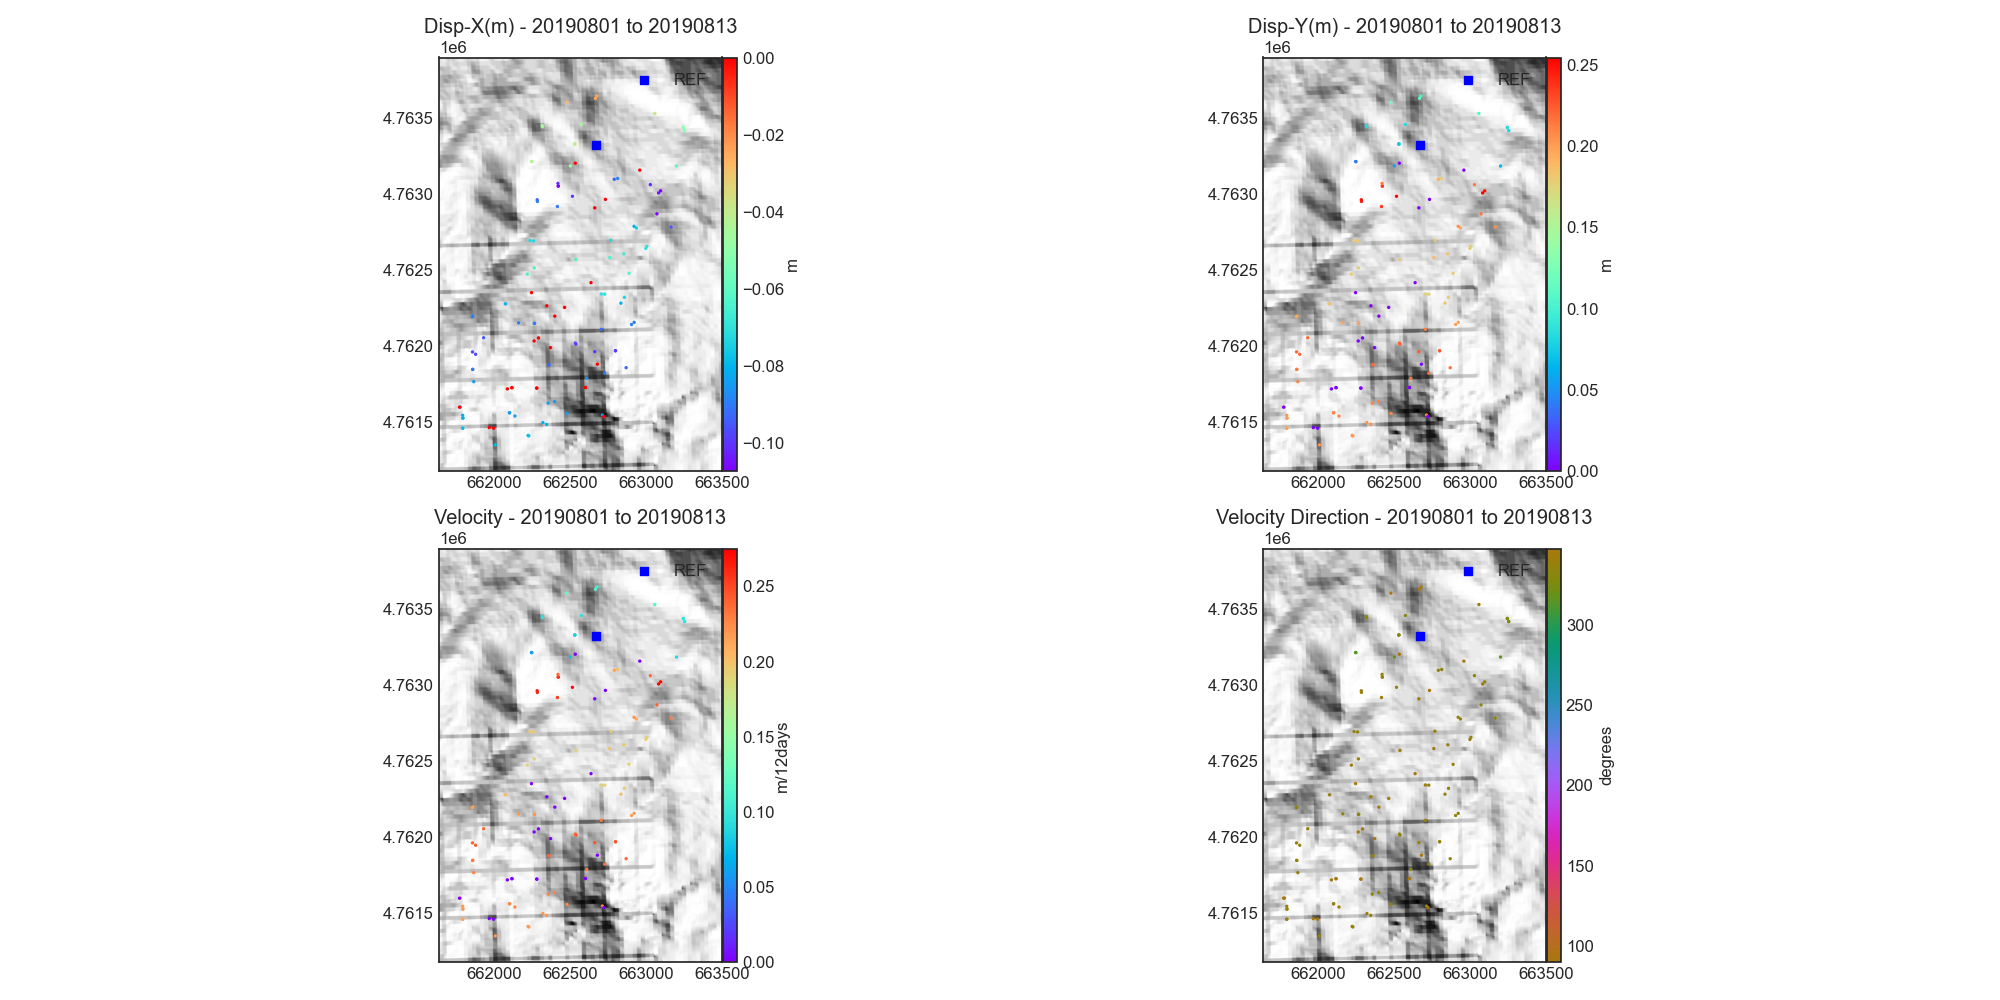 Disp-X(m) - 20190801 to 20190813
1e6
REF
4.7635
4.7630
4.7625
4.7620
4.7615
662000 662500 663000 663500
0.00
−0.02
−0.04
−0.06
−0.08
−0.10
m
Disp-Y(m) - 20190801 to 20190813
1e6
REF
4.7635
4.7630
4.7625
4.7620
4.7615
662000 662500 663000 663500
0.25
0.20
0.15
0.10
0.05
0.00
m
Velocity - 20190801 to 20190813
1e6
REF
4.7635
4.7630
4.7625
4.7620
4.7615
662000 662500 663000 663500
0.25
0.20
0.15
0.10
0.05
0.00
m/12days
Velocity Direction - 20190801 to 20190813
1e6
REF
4.7635
4.7630
4.7625
4.7620
4.7615
662000 662500 663000 663500
300
250
200
150
100
degrees